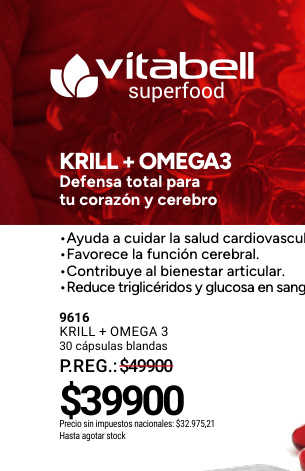 vitabell
superfood
KRILL + OMEGA3
Defensa total para
tu corazón y cerebro
•Ayuda a cuidar la salud cardiovascul
•Favorece la función cerebral.
•Contribuye al bienestar articular.
•Reduce triglicéridos y glucosa en sang
9616
KRILL + OMEGA 3
30 cápsulas blandas
P.REG.: $49900
$39900
Precio sin impuestos nacionales: $32.975,21
Hasta agotar stock